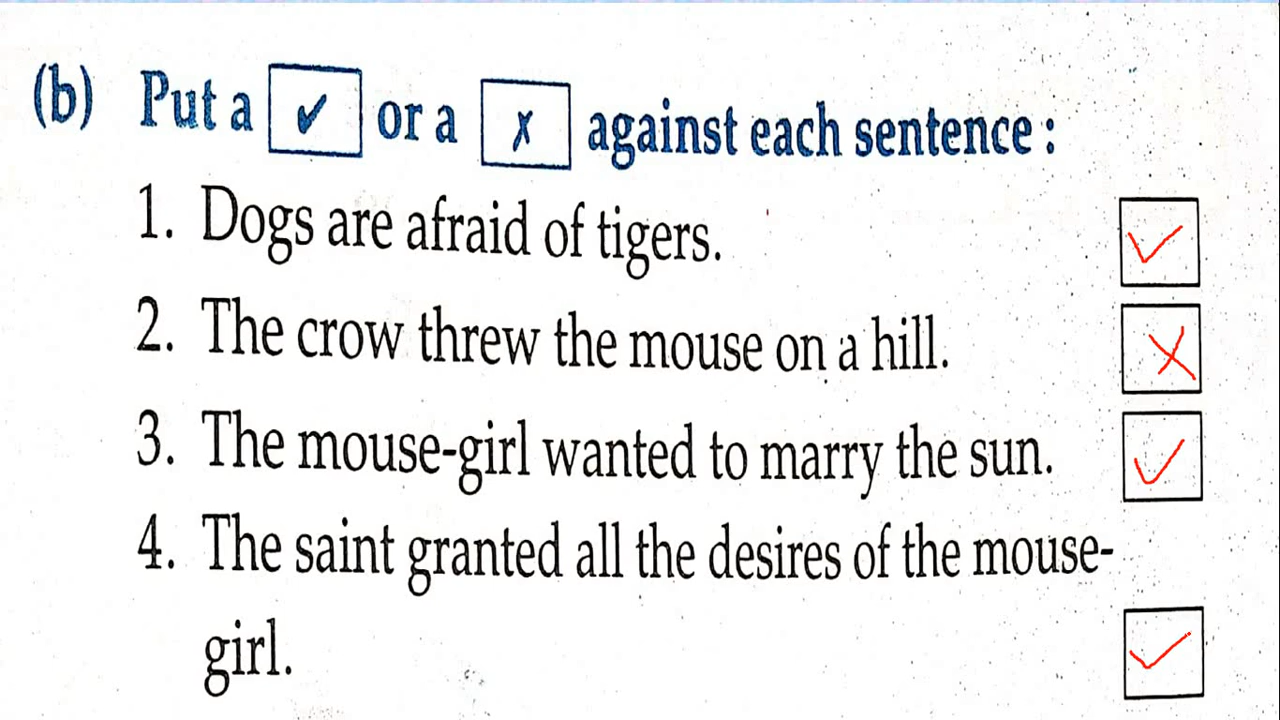 (b) Put a ✓ or a ✗ against each sentence :
1. Dogs are afraid of tigers. ✓
2. The crow threw the mouse on a hill. ✗
3. The mouse-girl wanted to marry the sun. ✓
4. The saint granted all the desires of the mouse-
girl. ✓